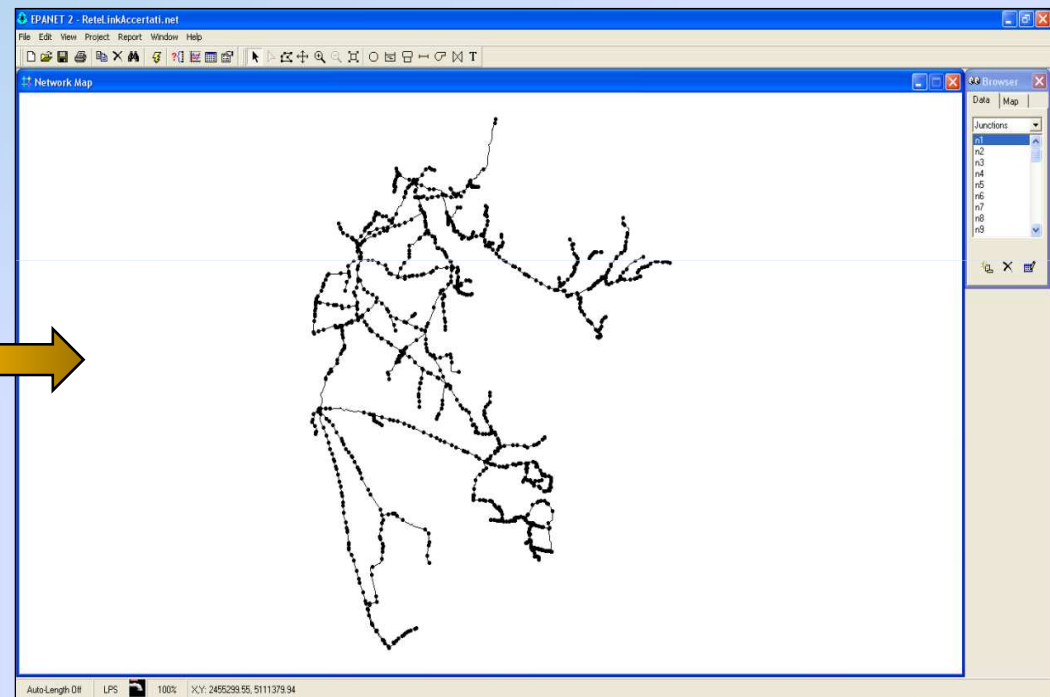 EPANET 2 - ReteLinkAccertati.net
File Edit View Project Report Window Help
T
Network Map
Browser
Data Map
Junctions
n1
n2
n3
n4
n5
n6
n7
n8
n9
Auto-Length Off LPS 100% X,Y: 2455299.55, 5111379.94